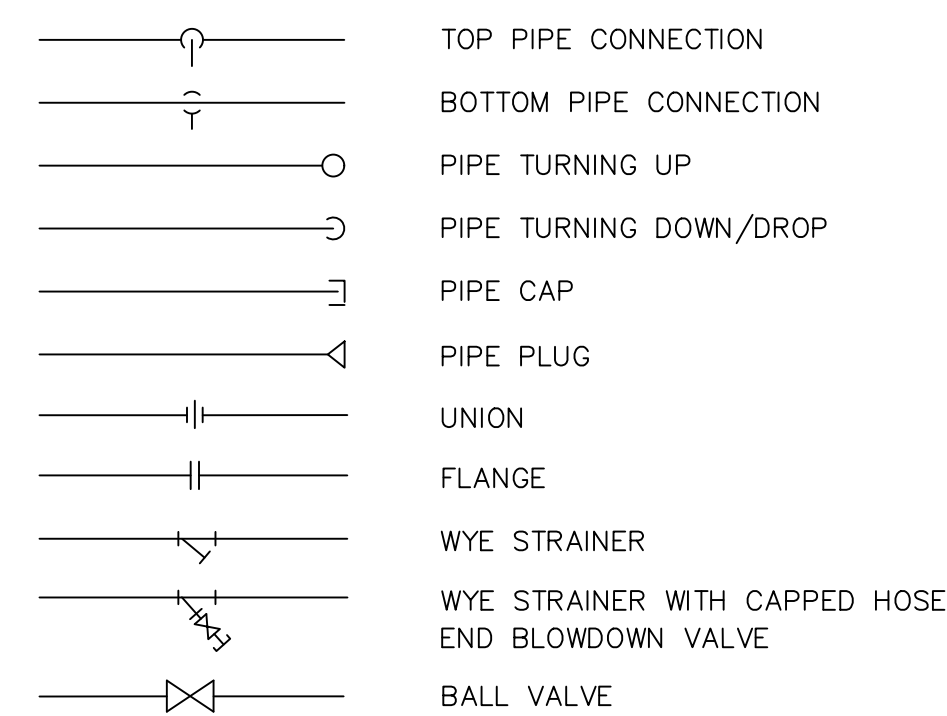 TOP PIPE CONNECTION
BOTTOM PIPE CONNECTION
PIPE TURNING UP
PIPE TURNING DOWN/DROP
PIPE CAP
PIPE PLUG
UNION
FLANGE
WYE STRAINER
WYE STRAINER WITH CAPPED HOSE
END BLOWDOWN VALVE
BALL VALVE